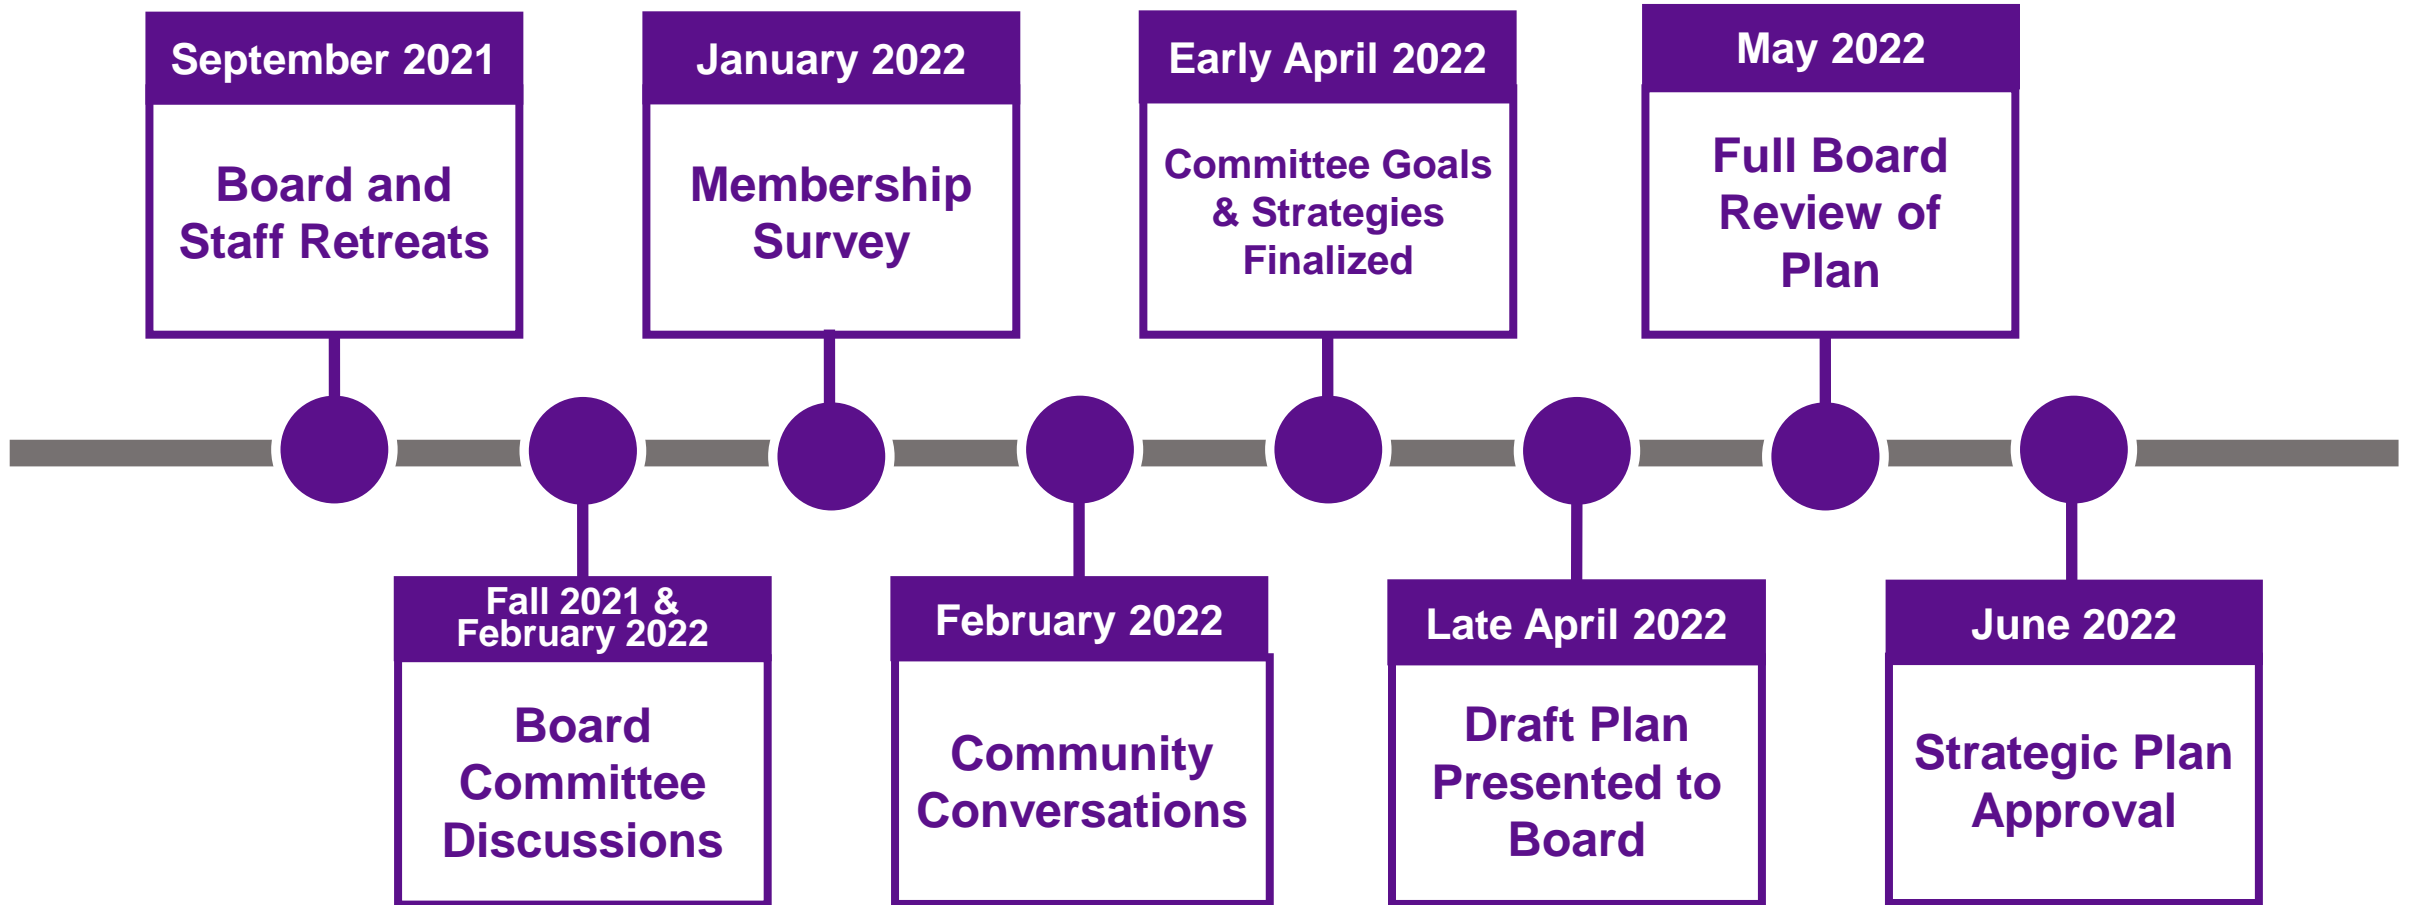 September 2021
Board and
Staff Retreats
Fall 2021 &
February 2022
Board
Committee
Discussions
January 2022
Membership
Survey
February 2022
Community
Conversations
Early April 2022
Committee Goals
& Strategies
Finalized
Late April 2022
Draft Plan
Presented to
Board
May 2022
Full Board
Review of
Plan
June 2022
Strategic Plan
Approval